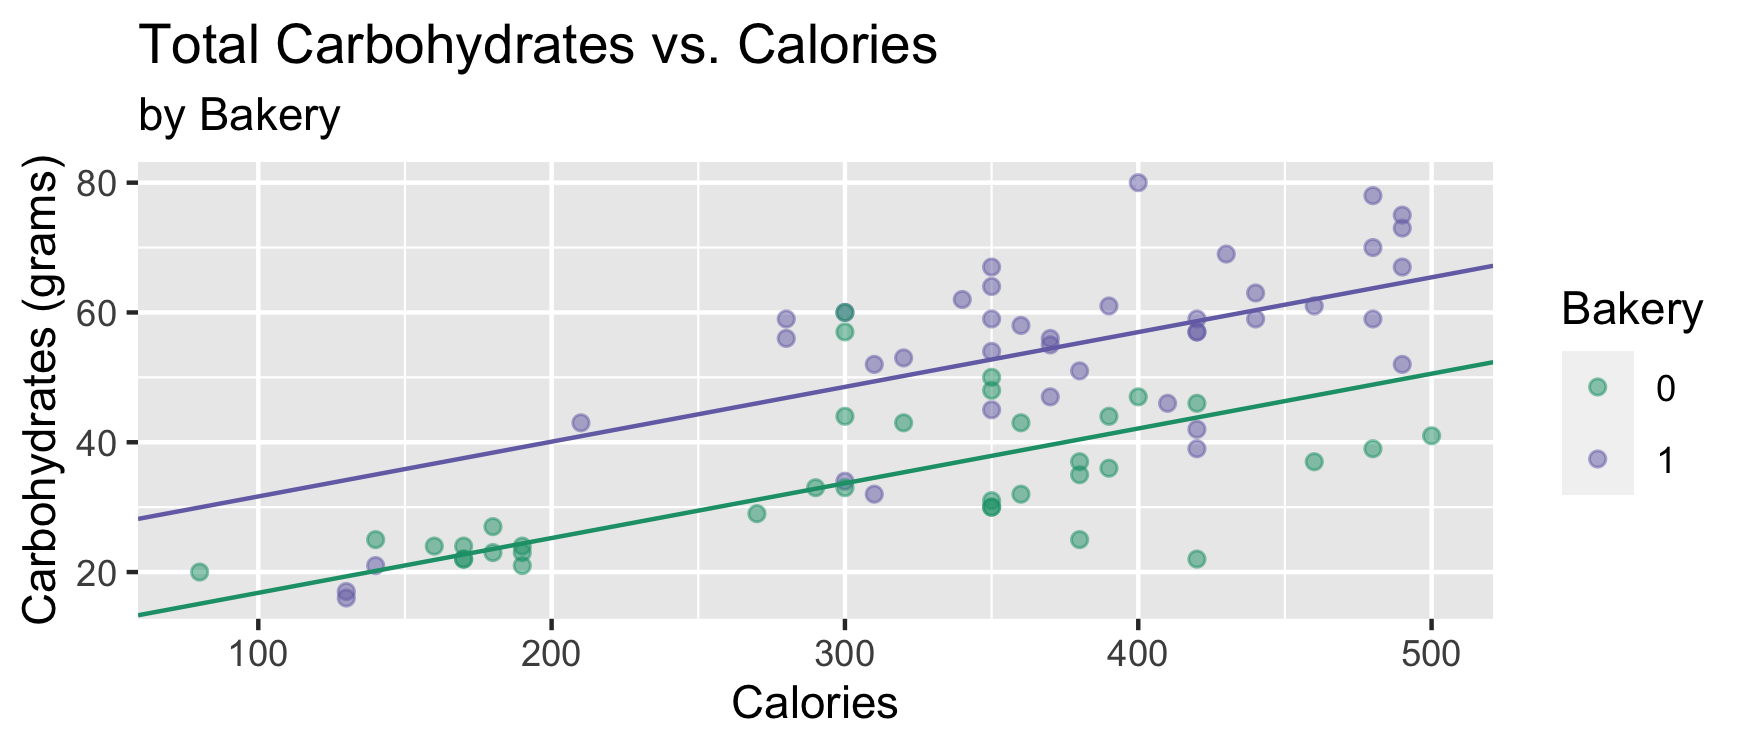 Total Carbohydrates vs. Calories
by Bakery
Carbohydrates (grams)
80
60
40
20
100 200 300 400 500
Calories
Bakery
0
1